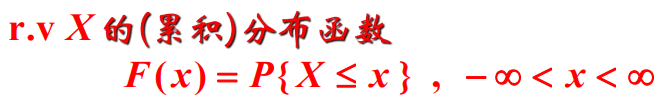 r.v X 的(累积)分布函数
F(x) = P{X ≤ x} , −∞ < x < ∞